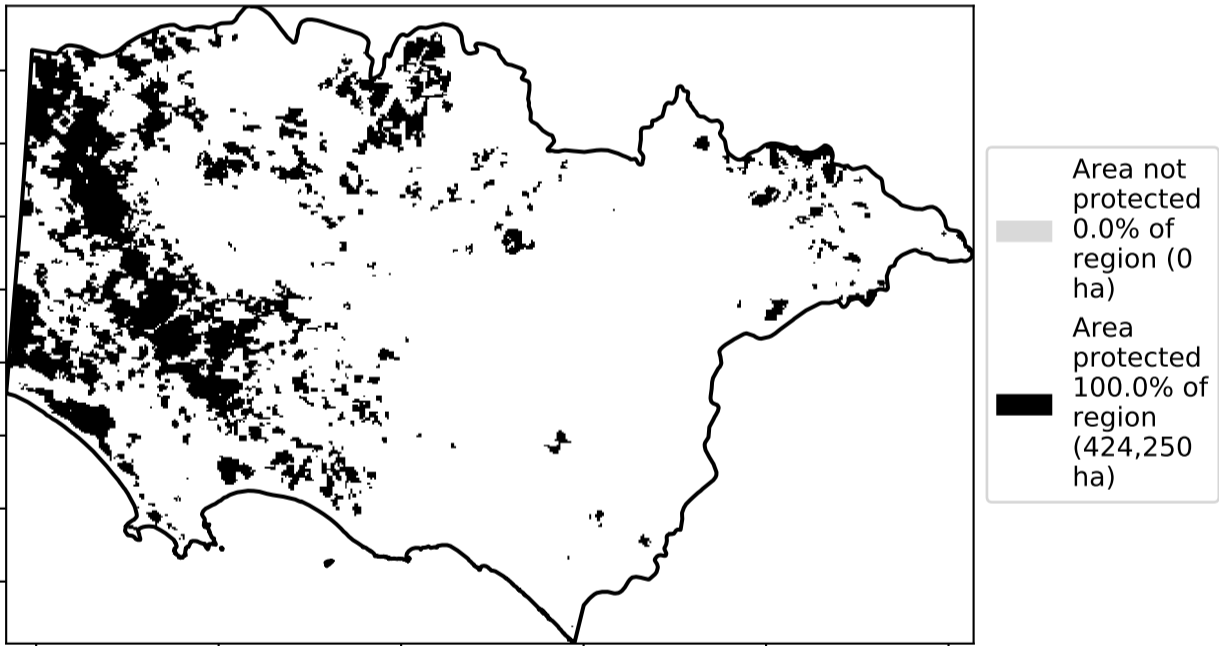 Area not
protected
0.0% of
region (0
ha)
Area
protected
100.0% of
region
(424,250
ha)